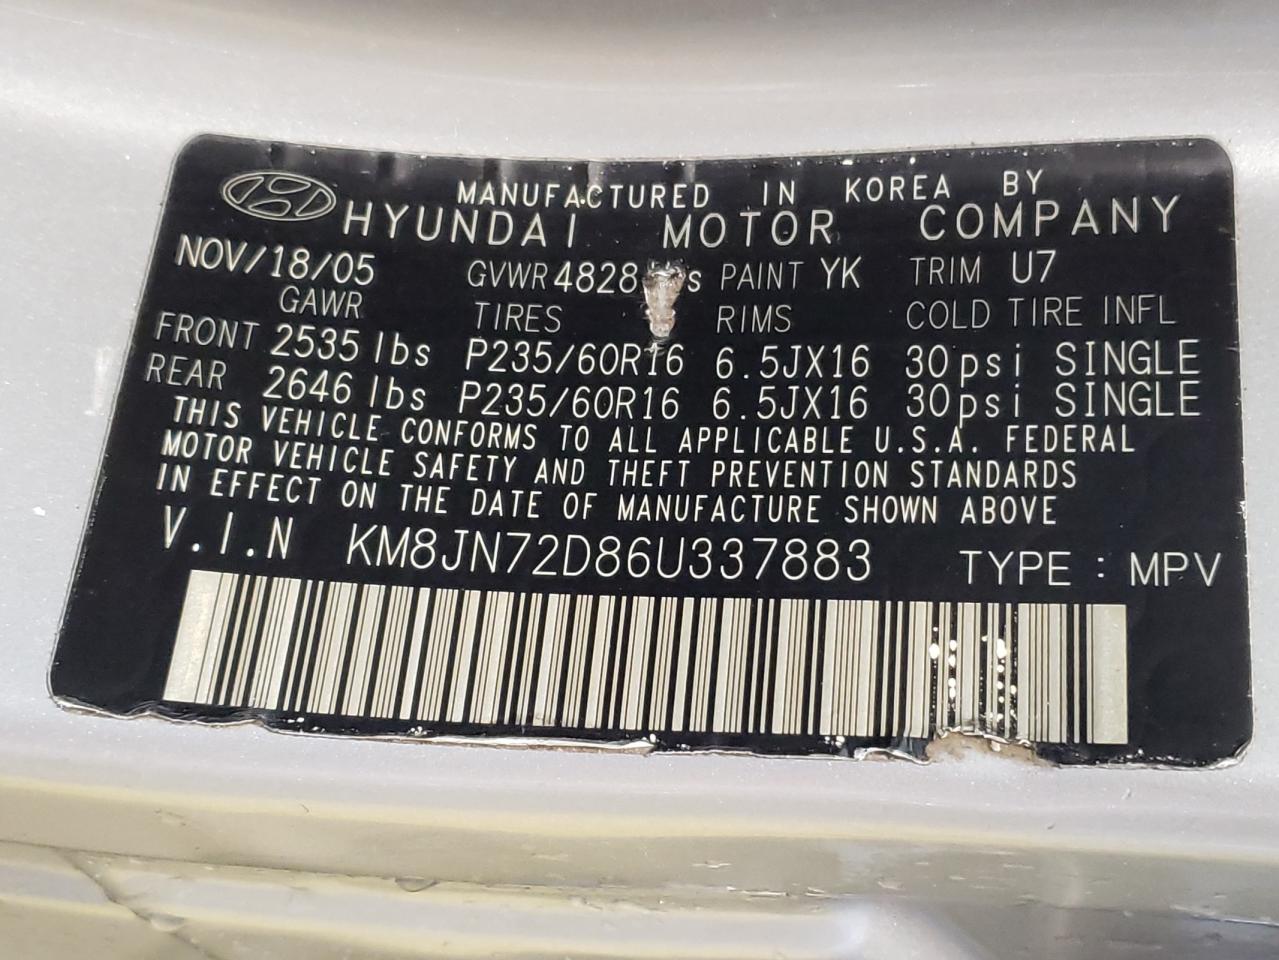 MANUFACTURED IN KOREA BY
HYUNDAI MOTOR COMPANY
NOV/18/05 GVWR 4828 PAINT YK TRIM U7
GAWR TIRES RIMS COLD TIRE INFL
FRONT 2535 lbs P235/60R16 6.5JX16 30psi SINGLE
REAR 2646 lbs P235/60R16 6.5JX16 30psi SINGLE
THIS VEHICLE CONFORMS TO ALL APPLICABLE U.S.A. FEDERAL
MOTOR VEHICLE SAFETY AND THEFT PREVENTION STANDARDS
IN EFFECT ON THE DATE OF MANUFACTURE SHOWN ABOVE
V.I.N KM8JN72D86U337883 TYPE : MPV